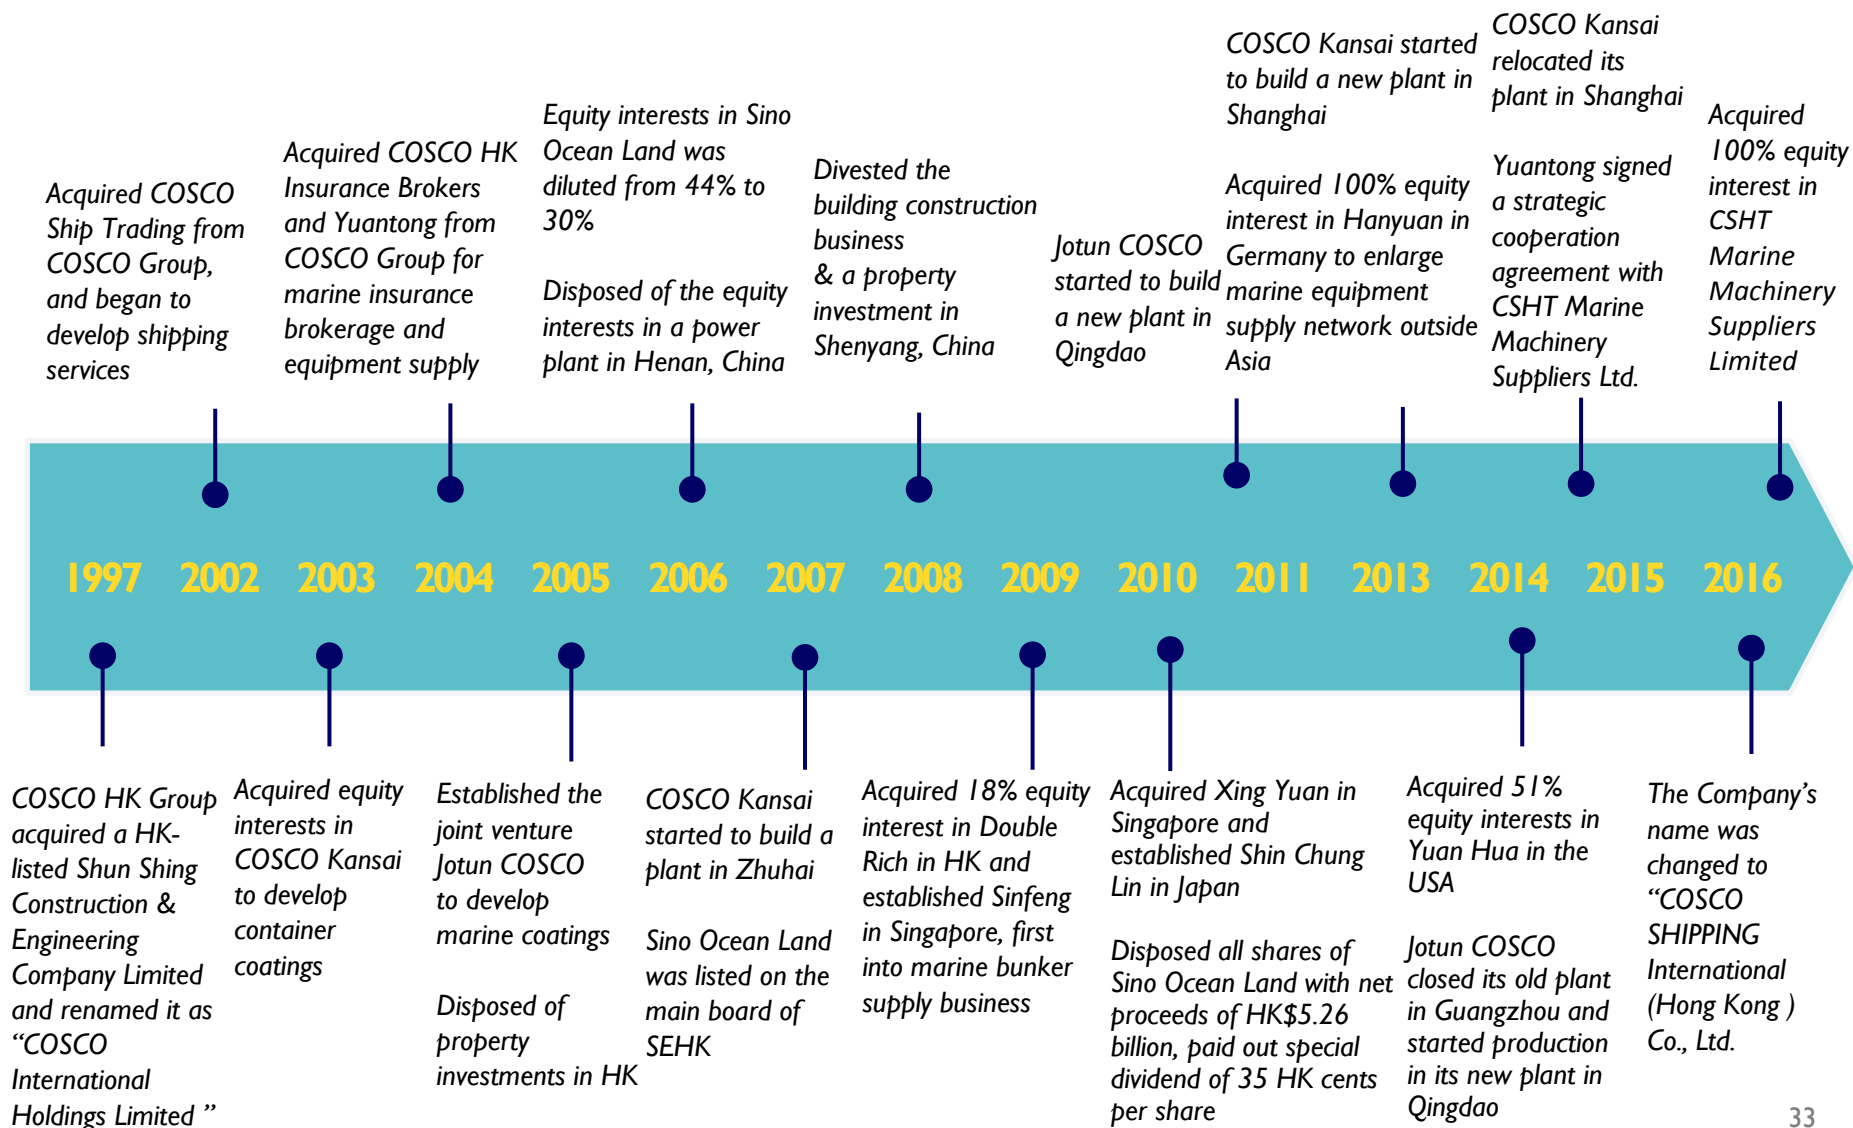 Acquired COSCO
Ship Trading from
COSCO Group,
and began to
develop shipping
services
Acquired COSCO HK
Insurance Brokers
and Yuantong from
COSCO Group for
marine insurance
brokerage and
equipment supply
Equity interests in Sino
Ocean Land was
diluted from 44% to
30%
Disposed of the equity
interests in a power
plant in Henan, China
Divested the
building construction
business
& a property
investment in
Shenyang, China
Jotun COSCO
started to build
a new plant in
Qingdao
COSCO Kansai started
to build a new plant in
Shanghai
Acquired 100% equity
interest in Hanyuan in
Germany to enlarge
marine equipment
supply network outside
Asia
COSCO Kansai
relocated its
plant in Shanghai
Yuantong signed
a strategic
cooperation
agreement with
CSHT Marine
Machinery
Suppliers Ltd.
Acquired
100% equity
interest in
CSHT
Marine
Machinery
Suppliers
Limited
1997 2002 2003 2004 2005 2006 2007 2008 2009 2010 2011 2013 2014 2015 2016
COSCO HK Group
acquired a HK-
listed Shun Shing
Construction &
Engineering
Company Limited
and renamed it as
“COSCO
International
Holdings Limited ”
Acquired equity
interests in
COSCO Kansai
to develop
container
coatings
Established the
joint venture
Jotun COSCO
to develop
marine coatings
Disposed of
property
investments in HK
COSCO Kansai
started to build a
plant in Zhuhai
Sino Ocean Land
was listed on the
main board of
SEHK
Acquired 18% equity
interest in Double
Rich in HK and
established Sinfeng
in Singapore, first
into marine bunker
supply business
Acquired Xing Yuan in
Singapore and
established Shin Chung
Lin in Japan
Disposed all shares of
Sino Ocean Land with net
proceeds of HK$5.26
billion, paid out special
dividend of 35 HK cents
per share
Acquired 51%
equity interests in
Yuan Hua in the
USA
Jotun COSCO
closed its old plant
in Guangzhou and
started production
in its new plant in
Qingdao
The Company’s
name was
changed to
“COSCO
SHIPPING
International
(Hong Kong )
Co., Ltd.
33